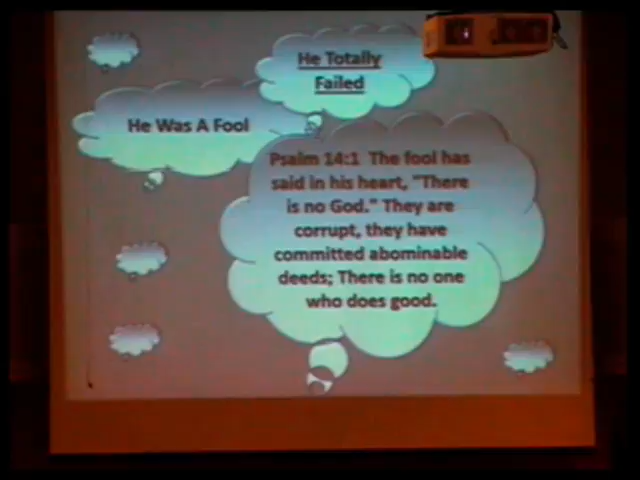 He Totally
Failed
He Was A Fool
Psalm 14:1 The fool has
said in his heart, "There
is no God." They are
corrupt, they have
committed abominable
deeds; There is no one
who does good.